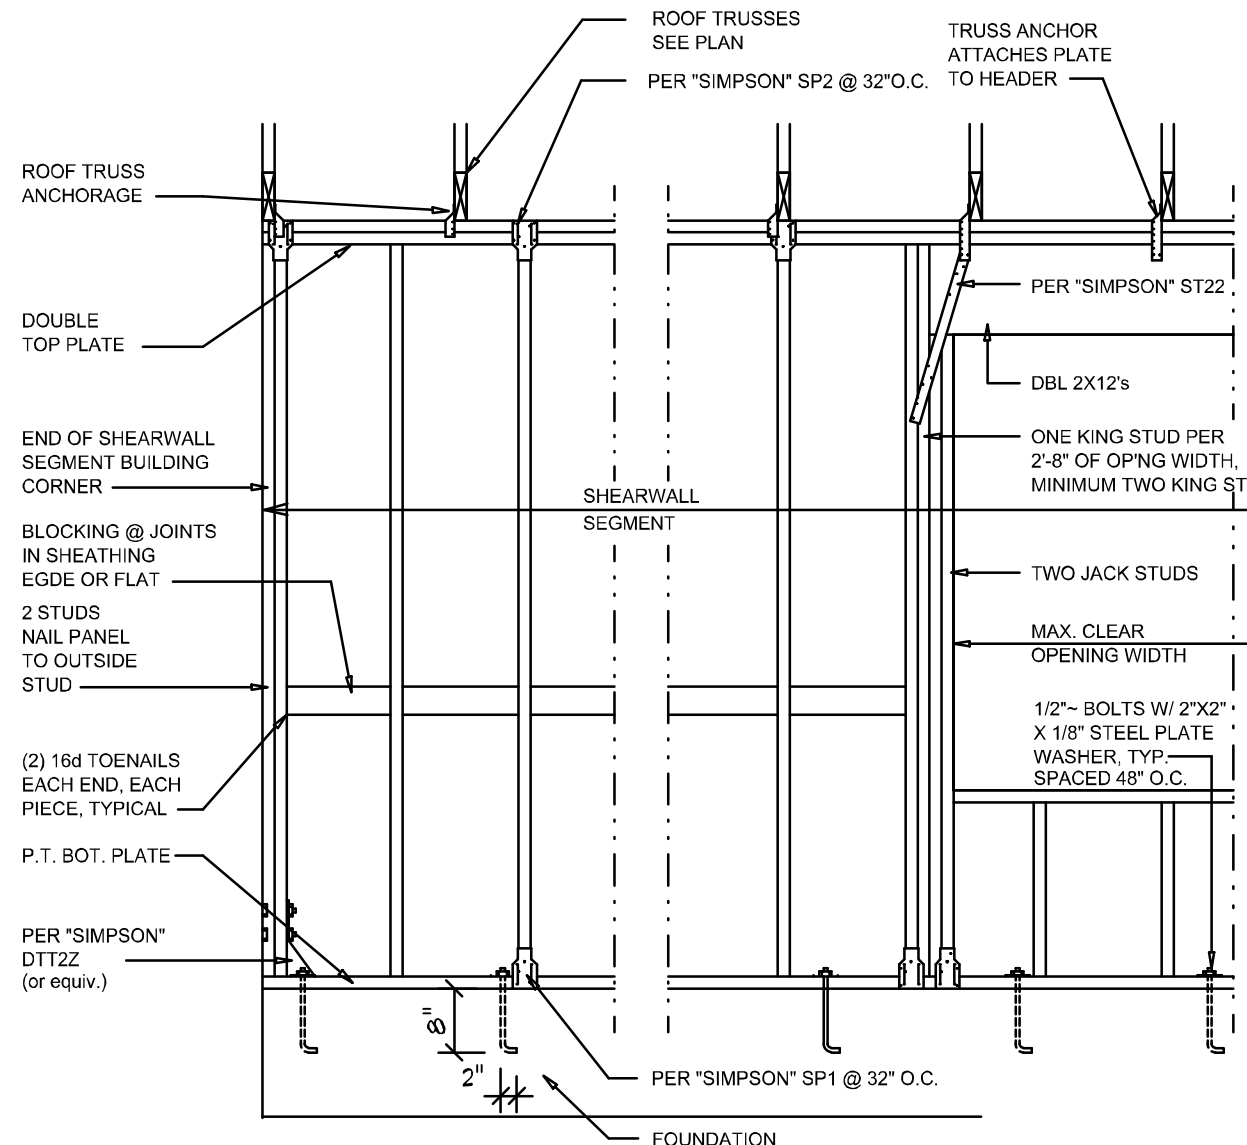 ROOF TRUSSES
SEE PLAN
TRUSS ANCHOR
ATTACHES PLATE
TO HEADER
PER "SIMPSON" SP2 @ 32"O.C.
ROOF TRUSS
ANCHORAGE
PER "SIMPSON" ST22
DOUBLE
TOP PLATE
DBL 2X12's
END OF SHEARWALL
SEGMENT BUILDING
CORNER
ONE KING STUD PER
2'-8" OF OP'NG WIDTH,
MINIMUM TWO KING ST
SHEARWALL
SEGMENT
BLOCKING @ JOINTS
IN SHEATHING
EGDE OR FLAT
TWO JACK STUDS
2 STUDS
NAIL PANEL
TO OUTSIDE
STUD
MAX. CLEAR
OPENING WIDTH
1/2"~ BOLTS W/ 2"X2"
X 1/8" STEEL PLATE
WASHER, TYP.
SPACED 48" O.C.
(2) 16d TOENAILS
EACH END, EACH
PIECE, TYPICAL
P.T. BOT. PLATE
PER "SIMPSON"
DTT2Z
(or equiv.)
8"
2"
PER "SIMPSON" SP1 @ 32" O.C.
FOUNDATION